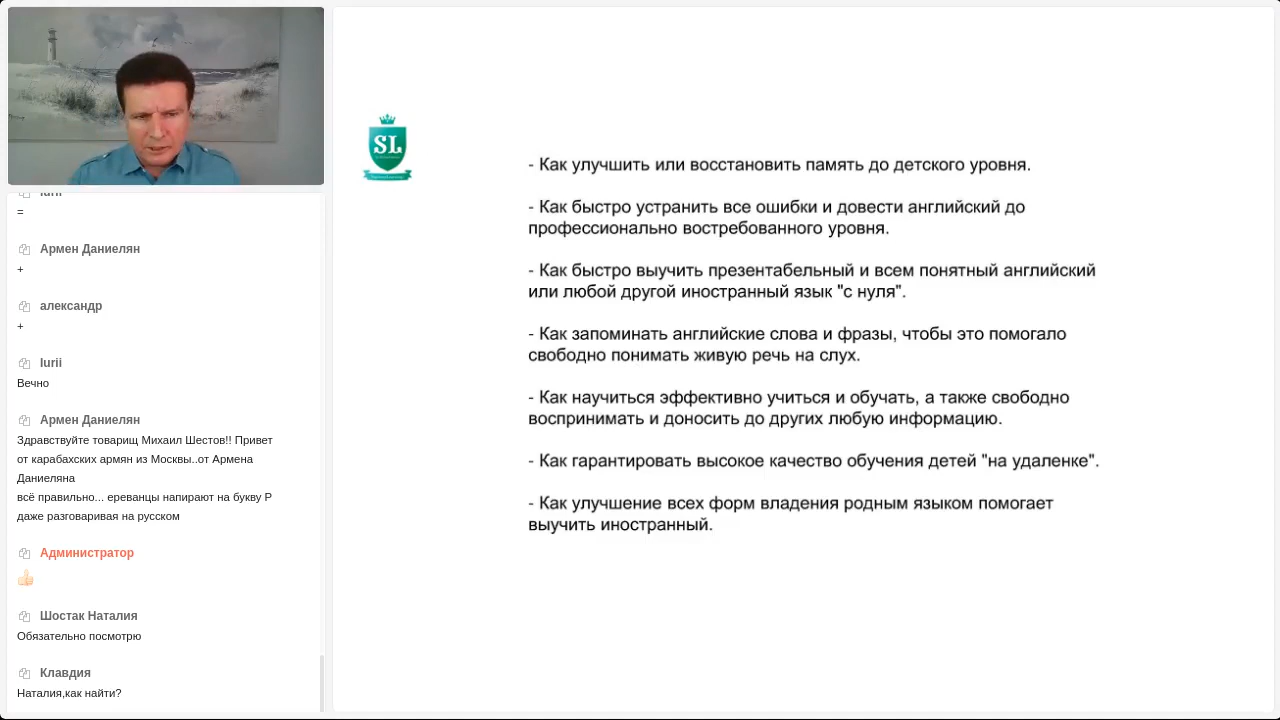 Iurii
=
Армен Даниелян
+
александр
+
Iurii
Вечно
Армен Даниелян
Здравствуйте товарищ Михаил Шестов!! Привет
от карабахских армян из Москвы..от Армена
Даниеляна
всё правильно... ереванцы напирают на букву Р
даже разговаривая на русском
Администратор
Шостак Наталия
Обязательно посмотрю
Клавдия
Наталия,как найти?
SL
- Как улучшить или восстановить память до детского уровня.
- Как быстро устранить все ошибки и довести английский до
профессионально востребованного уровня.
- Как быстро выучить презентабельный и всем понятный английский
или любой другой иностранный язык "с нуля".
- Как запоминать английские слова и фразы, чтобы это помогало
свободно понимать живую речь на слух.
- Как научиться эффективно учиться и обучать, а также свободно
воспринимать и доносить до других любую информацию.
- Как гарантировать высокое качество обучения детей "на удаленке".
- Как улучшение всех форм владения родным языком помогает
выучить иностранный.